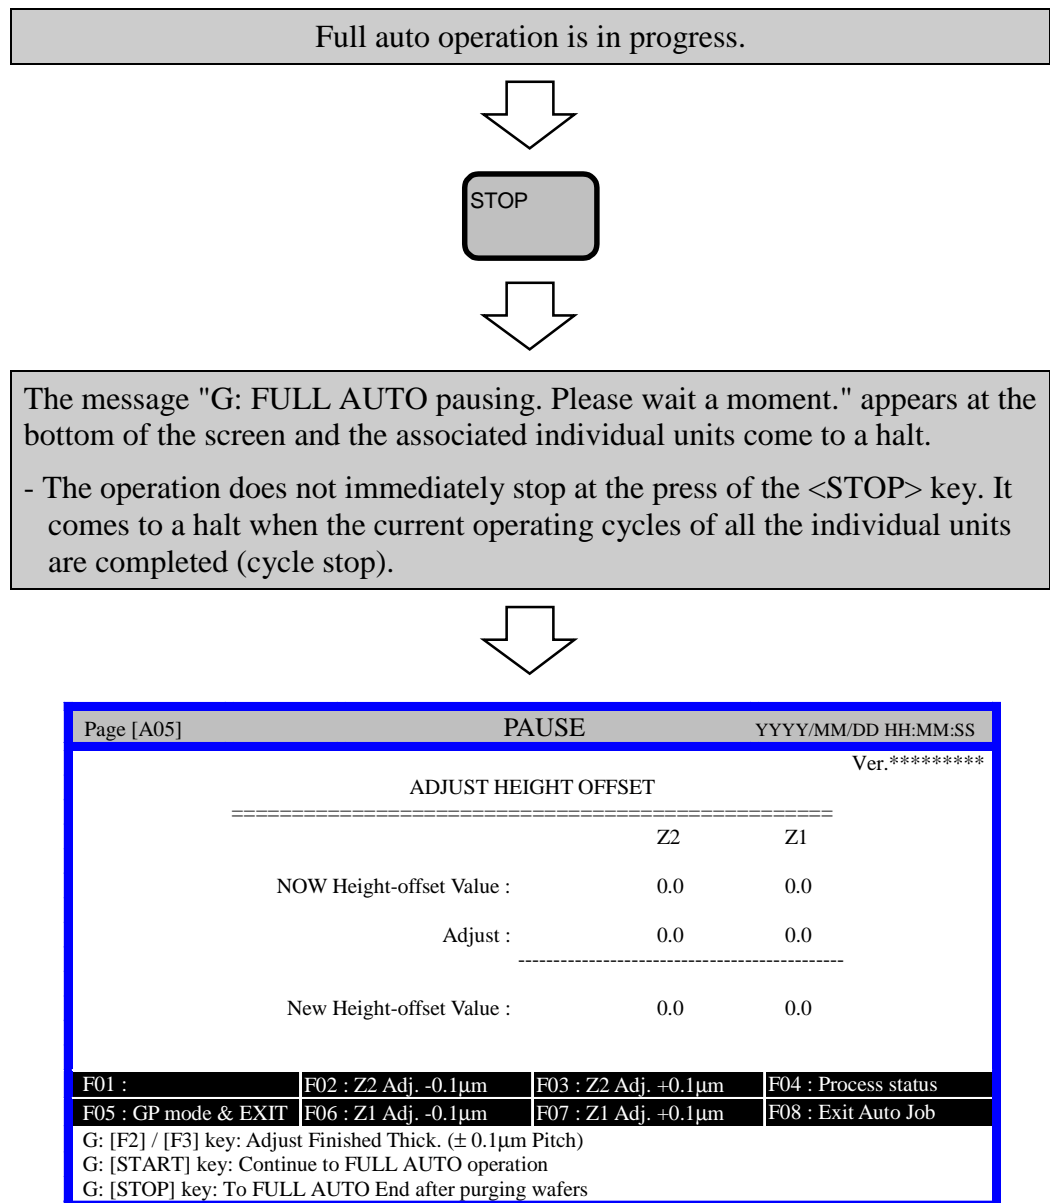 Full auto operation is in progress.
STOP
The message "G: FULL AUTO pausing. Please wait a moment." appears at the
bottom of the screen and the associated individual units come to a halt.
- The operation does not immediately stop at the press of the <STOP> key. It
comes to a halt when the current operating cycles of all the individual units
are completed (cycle stop).
Page [A05] PAUSE YYYY/MM/DD HH:MM:SS
Ver.*********
ADJUST HEIGHT OFFSET
==================================================
Z2 Z1
NOW Height-offset Value : 0.0 0.0
Adjust : 0.0 0.0
-----------------------------------------------
New Height-offset Value : 0.0 0.0
F01 : F02 : Z2 Adj. -0.1µm F03 : Z2 Adj. +0.1µm F04 : Process status
F05 : GP mode & EXIT F06 : Z1 Adj. -0.1µm F07 : Z1 Adj. +0.1µm F08 : Exit Auto Job
G: [F2] / [F3] key: Adjust Finished Thick. (± 0.1µm Pitch)
G: [START] key: Continue to FULL AUTO operation
G: [STOP] key: To FULL AUTO End after purging wafers